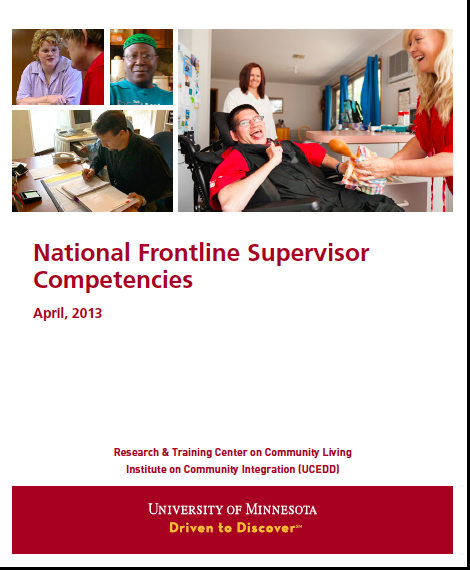 National Frontline Supervisor
Competencies
April, 2013
Research & Training Center on Community Living
Institute on Community Integration (UCEDD)
UNIVERSITY OF MINNESOTA
Driven to Discover℠